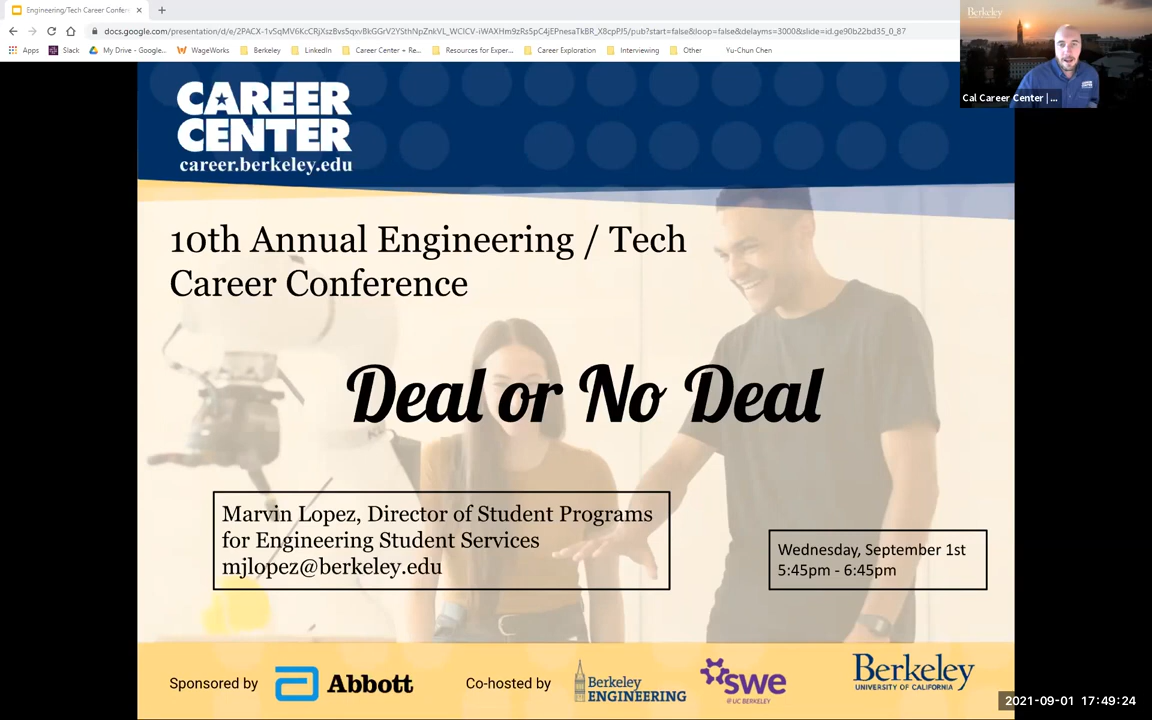 Engineering/Tech Career Confere
docs.google.com/presentation/d/e/2PACX-1vSqMV6KcCRjXszBvs5qxvBkGGrV2YSthNpZnkVL_WCICV-iWAXHm9zRs5pC4jEPnesaTkBR_X8cpPJ5/pub?start=false&loop=false&delayms=3000&slide=id.ge90b22bd35_0_87
Apps Slack My Drive - Google... WageWorks Berkeley LinkedIn Career Center + Re... Resources for Exper... Career Exploration Interviewing Other Yu-Chun Chen
Berkeley
Cal Career Center | ...
CAREER
CENTER
career.berkeley.edu
10th Annual Engineering / Tech
Career Conference
Deal or No Deal
Marvin Lopez, Director of Student Programs
for Engineering Student Services
mjlopez@berkeley.edu
Wednesday, September 1st
5:45pm - 6:45pm
Sponsored by Abbott Co-hosted by Berkeley
ENGINEERING
swe
@ UC BERKELEY
Berkeley
UNIVERSITY OF CALIFORNIA
2021-09-01 17:49:24